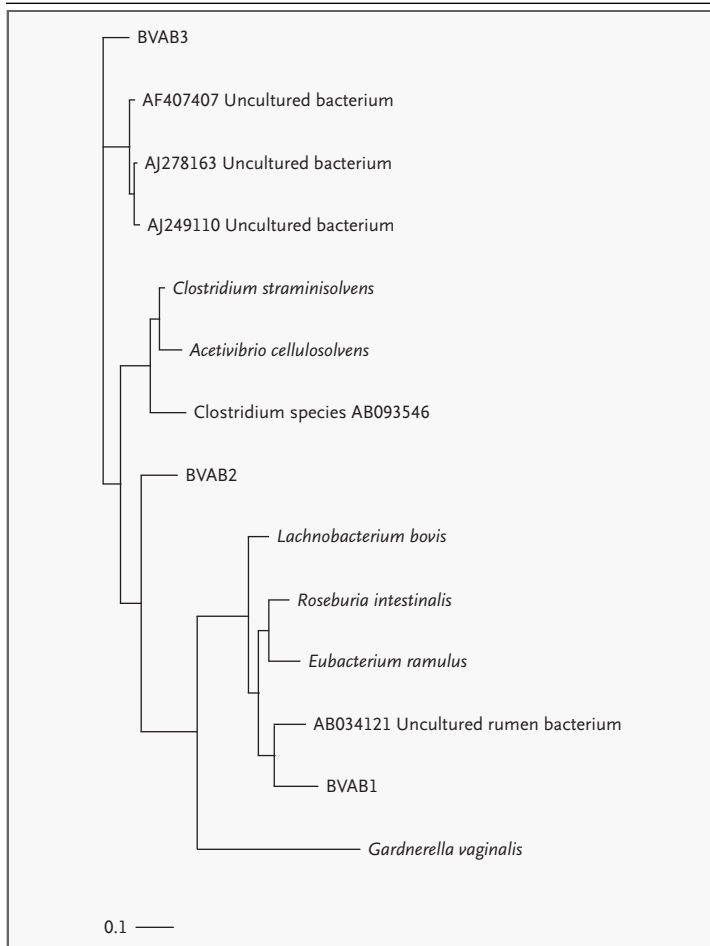 BVAB3
AF407407 Uncultured bacterium
AJ278163 Uncultured bacterium
AJ249110 Uncultured bacterium
Clostridium straminisolvens
Acetivibrio cellulosolvens
Clostridium species AB093546
BVAB2
Lachnobacterium bovis
Roseburia intestinalis
Eubacterium ramulus
AB034121 Uncultured rumen bacterium
BVAB1
Gardnerella vaginalis
0.1